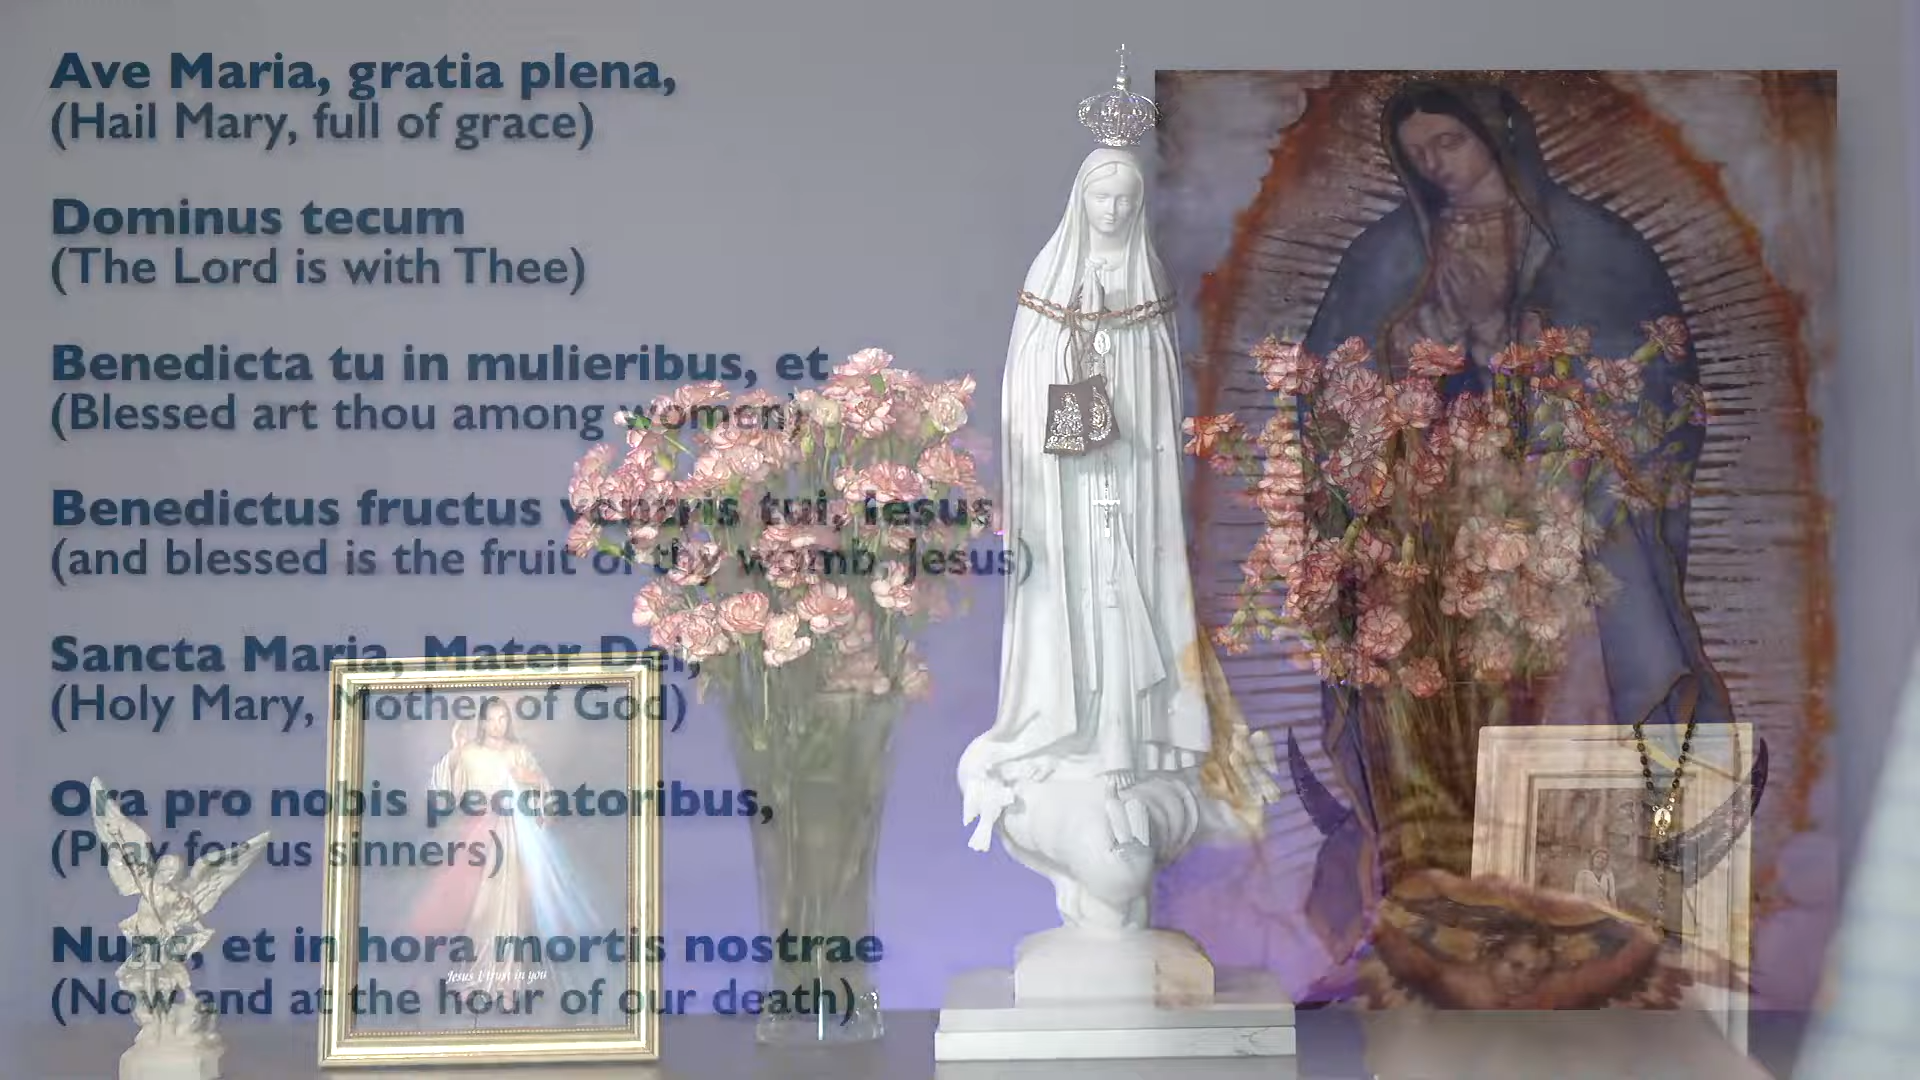 Ave Maria, gratia plena,
(Hail Mary, full of grace)
Dominus tecum
(The Lord is with Thee)
Benedicta tu in mulieribus, et
(Blessed art thou among women)
Benedictus fructus ventris tui, Iesus
(and blessed is the fruit of thy womb, Jesus)
Sancta Maria, Mater Dei,
(Holy Mary, Mother of God)
Ora pro nobis peccatoribus,
(Pray for us sinners)
Nunc, et in hora mortis nostrae
Jesus I trust in you
(Now and at the hour of our death)